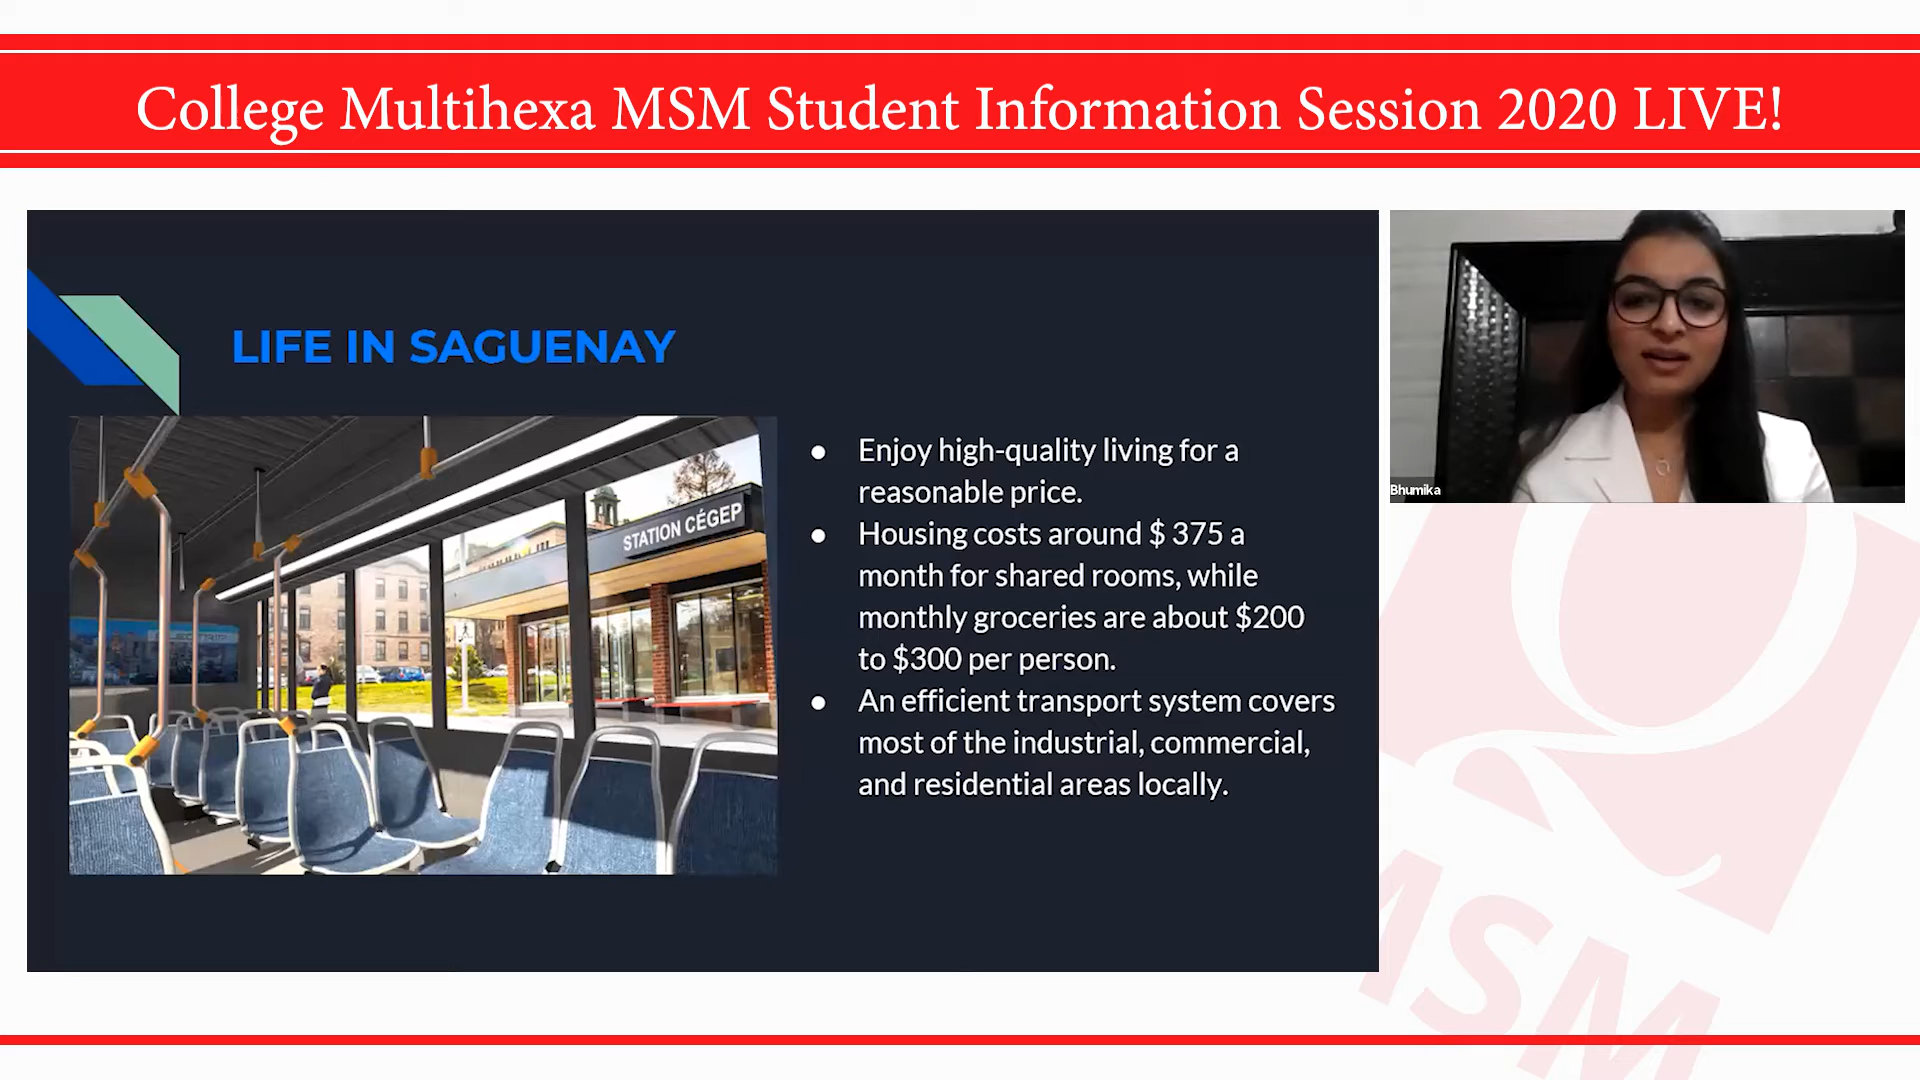 College Multihexa MSM Student Information Session 2020 LIVE!
LIFE IN SAGUENAY
STATION CÉGEP
● Enjoy high-quality living for a
reasonable price.
● Housing costs around $ 375 a
month for shared rooms, while
monthly groceries are about $200
to $300 per person.
● An efficient transport system covers
most of the industrial, commercial,
and residential areas locally.
Bhumika
MSM